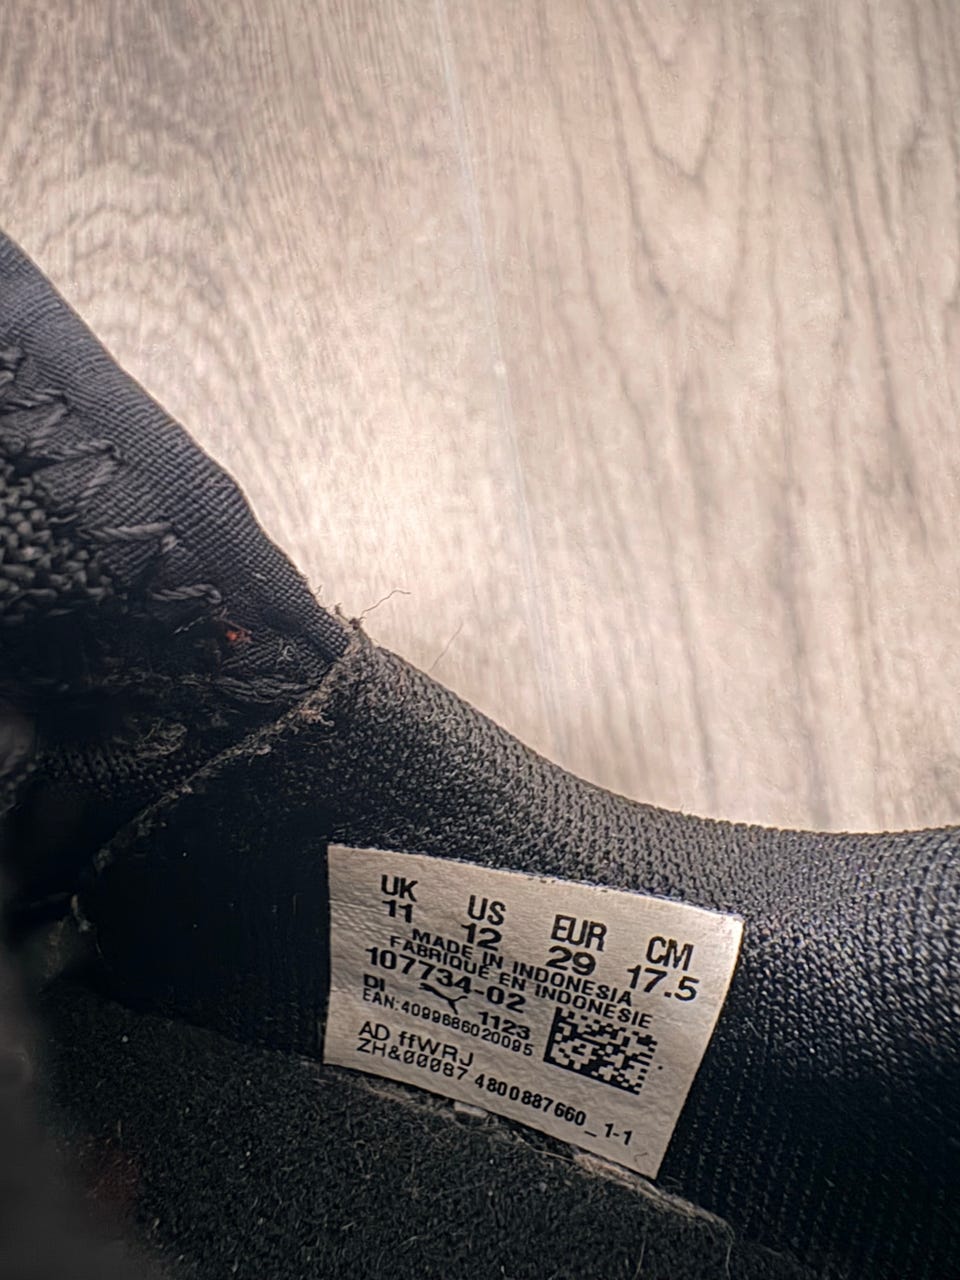 UK US EUR CM
11 12 29 17.5
MADE IN INDONESIA
FABRIQUÉ EN INDONÉSIE
107734-02
DI 1123
EAN:4099686020095
AD ffWRJ
ZH&00087 4800887660_1-1